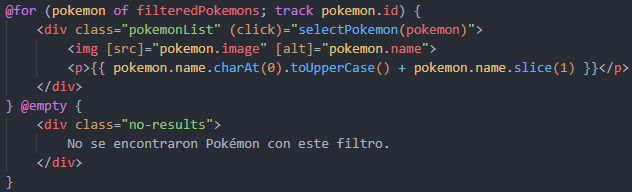 @for (pokemon of filteredPokemons; track pokemon.id) {
<div class="pokemonList" (click)="selectPokemon(pokemon)">
<img [src]="pokemon.image" [alt]="pokemon.name">
<p>{{ pokemon.name.charAt(0).toUpperCase() + pokemon.name.slice(1) }}</p>
</div>
} @empty {
<div class="no-results">
No se encontraron Pokémon con este filtro.
</div>
}